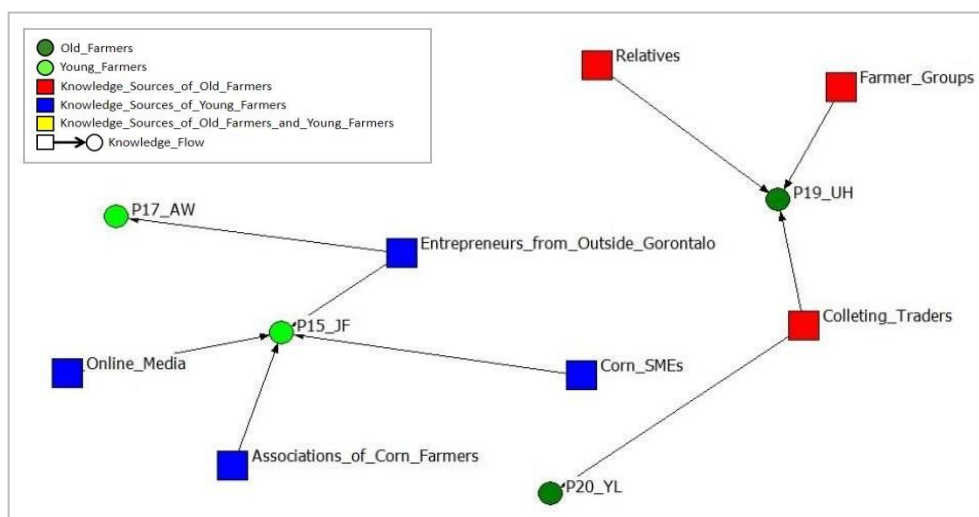 Old_Farmers
Young_Farmers
Knowledge_Sources_of_Old_Farmers
Knowledge_Sources_of_Young_Farmers
Knowledge_Sources_of_Old_Farmers_and_Young_Farmers
Knowledge_Flow
Relatives
Farmer_Groups
P19_UH
P17_AW
Entrepreneurs_from_Outside_Gorontalo
Colleting_Traders
P15_JF
Online_Media
Corn_SMEs
Associations_of_Corn_Farmers
P20_YL